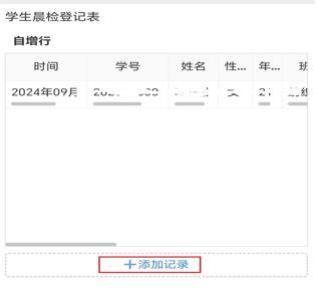 学生晨检登记表
自增行
时间 学号 姓名 性... 年... 班
2024年09月
+添加记录